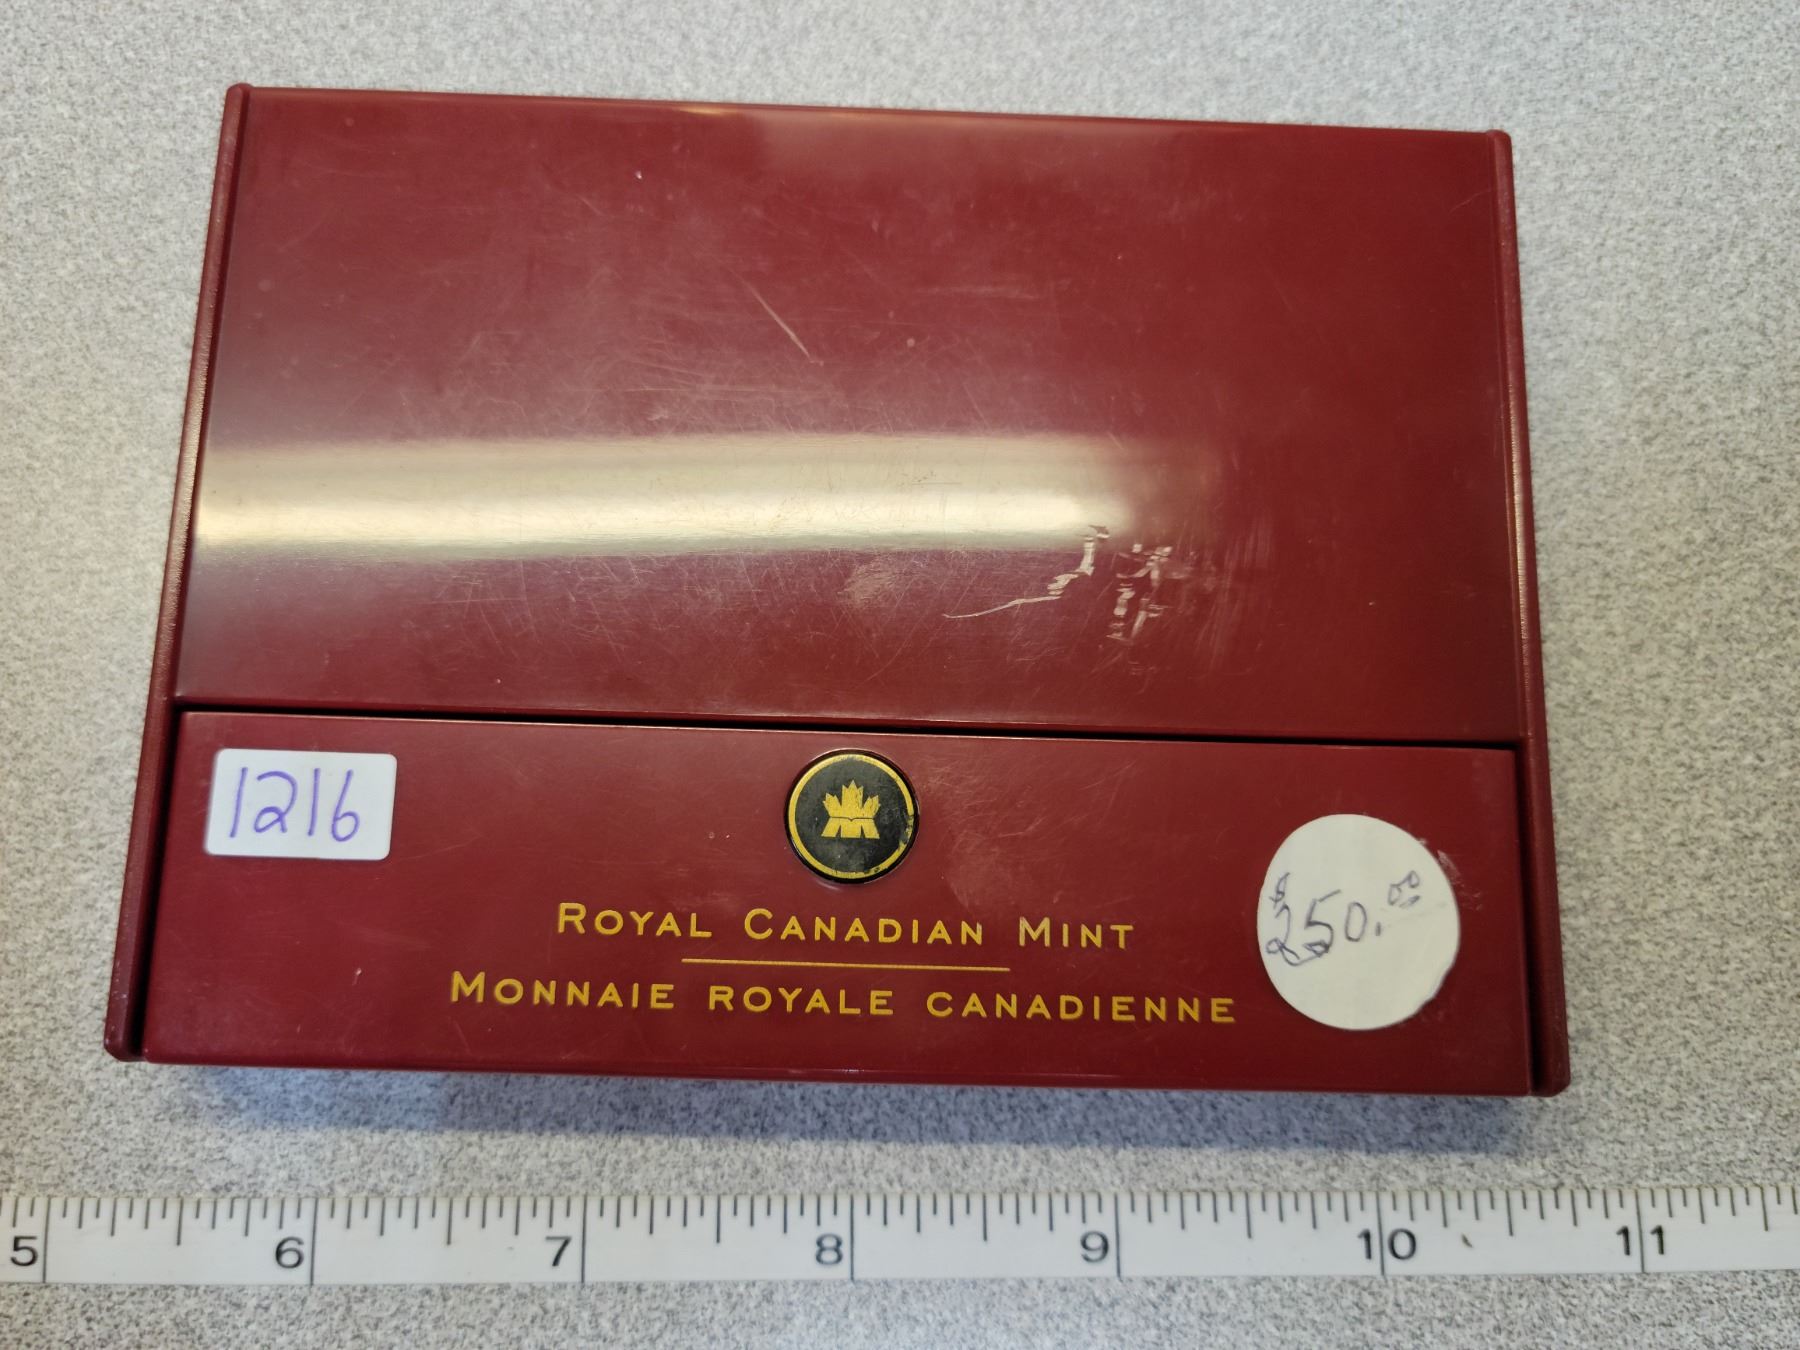 1216
ROYAL CANADIAN MINT
MONNAIE ROYALE CANADIENNE
$250.00
5 6 7 8 9 10 11